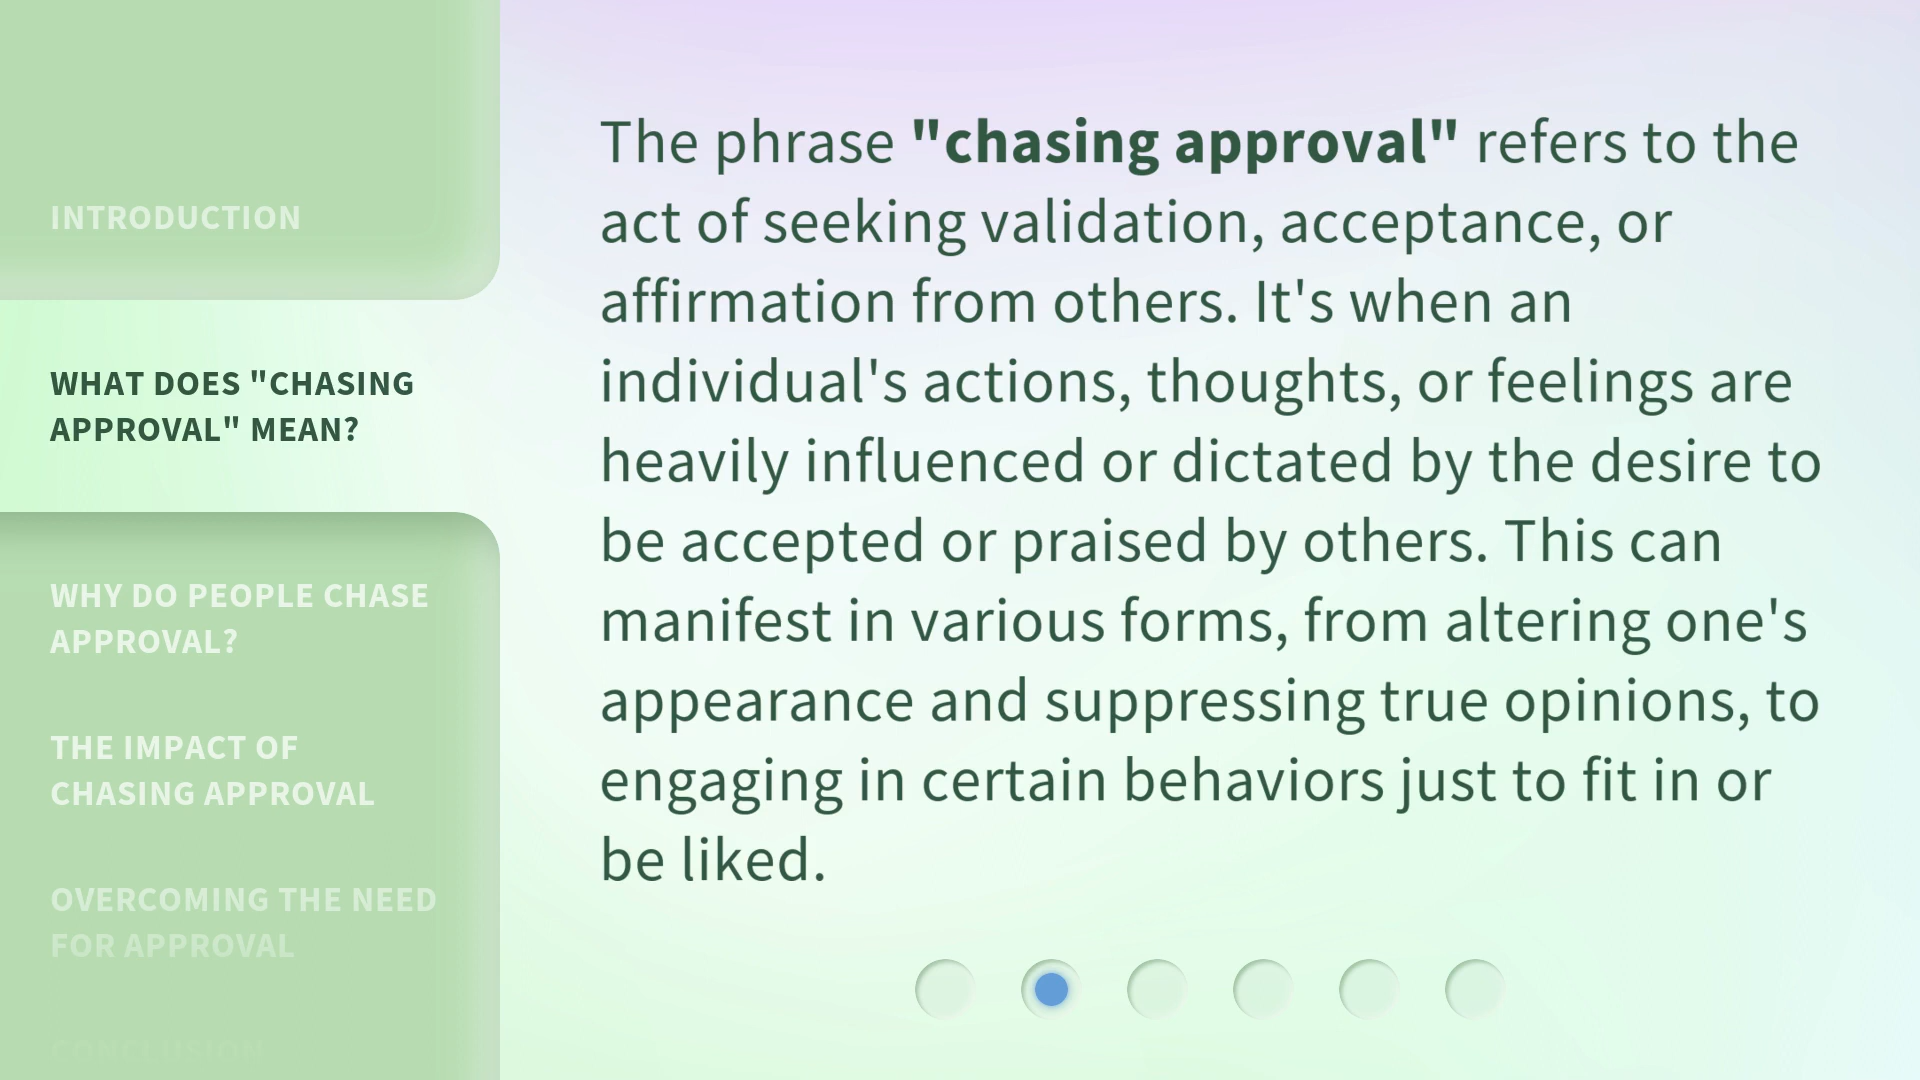 INTRODUCTION
WHAT DOES "CHASING
APPROVAL" MEAN?
WHY DO PEOPLE CHASE
APPROVAL?
THE IMPACT OF
CHASING APPROVAL
OVERCOMING THE NEED
FOR APPROVAL
CONCLUSION
The phrase "chasing approval" refers to the
act of seeking validation, acceptance, or
affirmation from others. It's when an
individual's actions, thoughts, or feelings are
heavily influenced or dictated by the desire to
be accepted or praised by others. This can
manifest in various forms, from altering one's
appearance and suppressing true opinions, to
engaging in certain behaviors just to fit in or
be liked.